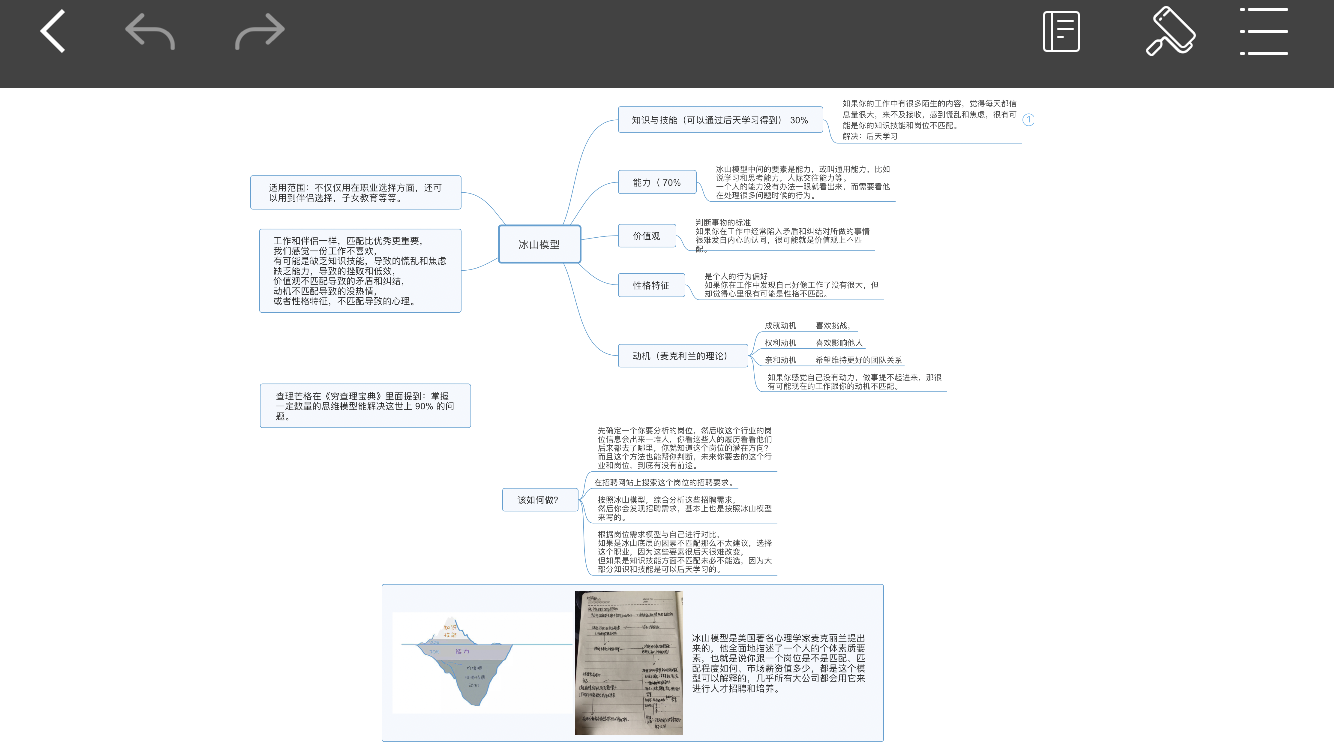 知识与技能（可以通过后天学习得到） 30%
如果你的工作中有很多陌生的内容，觉得每天都信
息量很大，来不及接收，感到慌乱和焦虑，很有可
能是你的知识技能和岗位不匹配。
解决：后天学习
1
能力（ 70%
冰山模型中间的要素是能力，或叫通用能力，比如
说学习和思考能力，人际交往能力等，
一个人的能力没有办法一眼就看出来，而需要看他
在处理很多问题时候的行为。
价值观
判断事物的标准
如果你在工作中经常陷入矛盾和纠结对所做的事情
很难发自内心的认同，很可能就是价值观上不匹
配。
性格特征
是个人的行为偏好
如果你在工作中发现自己好像工作了没有很大，但
却觉得心里很有可能是性格不匹配。
动机（麦克利兰的理论）
成就动机 喜欢挑战，
权利动机 喜欢影响他人
亲和动机 希望维持更好的团队关系
如果你感觉自己没有动力，做事提不起进来，那很
有可能现在的工作跟你的动机不匹配。
冰山模型
适用范围：不仅仅用在职业选择方面，还可
以用到伴侣选择，子女教育等等。
工作和伴侣一样，匹配比优秀更重要，
我们感觉一份工作不喜欢，
有可能是缺乏知识技能，导致的慌乱和焦虑
缺乏能力，导致的挫败和低效，
价值观不匹配导致的矛盾和纠结，
动机不匹配导致的没热情，
或者性格特征，不匹配导致的心理。
查理芒格在《穷查理宝典》里面提到：掌握
一定数量的思维模型能解决这世上 90% 的问
题。
该如何做？
先确定一个你要分析的岗位，然后收这个行业的岗
位信息会出来一堆人，你看这些人的履历看看他们
后来都去了哪里，你就知道这个岗位的潜在方向？
而且这个方法也能帮你判断，未来你要去的这个行
业和岗位，到底有没有前途。
在招聘网站上搜索这个岗位的招聘要求。
按照冰山模型，综合分析这些招聘需求，
然后你会发现招聘需求，基本上也是按照冰山模型
来写的。
根据岗位需求模型与自己进行对比，
如果是冰山底层的因素不匹配那么不太建议，选择
这个职业，因为这些要素很后天很难改变，
但如果是知识技能方面不匹配未必不能选，因为大
部分知识和技能是可以后天学习的。
能力
价值观
冰山模型是美国著名心理学家麦克丽兰提出
来的，他全面地描述了一个人的个体素质要
素，也就是说你跟一个岗位是不是匹配、匹
配程度如何、市场薪资值多少，都是这个模
型可以解释的，几乎所有大公司都会用它来
进行人才招聘和培养。